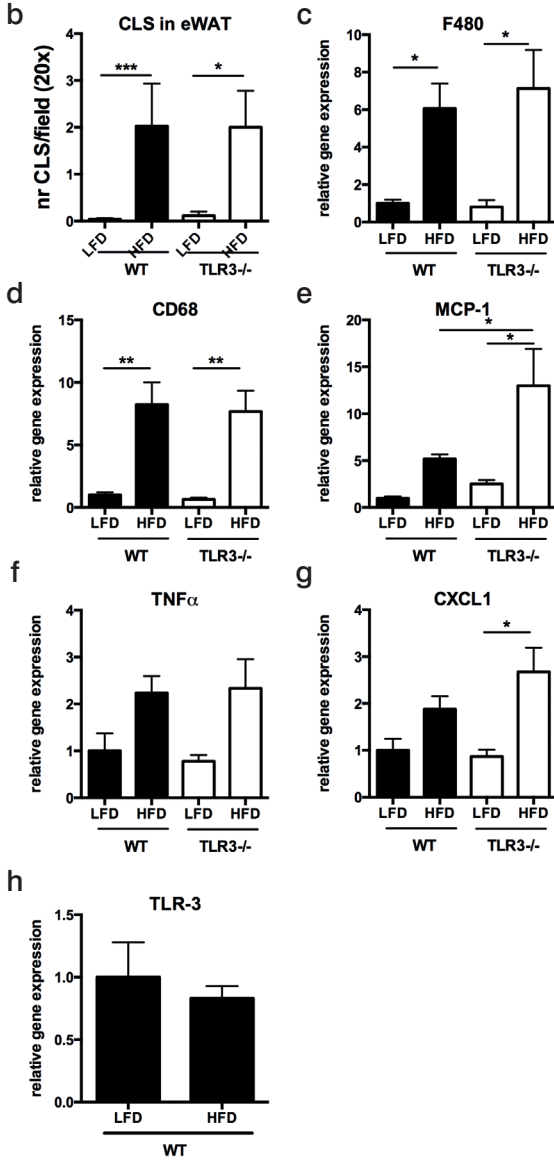 b
CLS in eWAT
nr CLS/field (20x)
4
3
2
1
0
***
*
LFD
HFD
LFD
HFD
WT
TLR3-/-
c
F480
relative gene expression
10
8
6
4
2
0
*
*
LFD
HFD
LFD
HFD
WT
TLR3-/-
d
CD68
relative gene expression
15
10
5
0
**
**
LFD
HFD
LFD
HFD
WT
TLR3-/-
e
MCP-1
relative gene expression
20
15
10
5
0
*
*
LFD
HFD
LFD
HFD
WT
TLR3-/-
f
TNFα
relative gene expression
4
3
2
1
0
LFD
HFD
LFD
HFD
WT
TLR3-/-
g
CXCL1
relative gene expression
4
3
2
1
0
*
LFD
HFD
LFD
HFD
WT
TLR3-/-
h
TLR-3
relative gene expression
1.5
1.0
0.5
0.0
LFD
HFD
WT